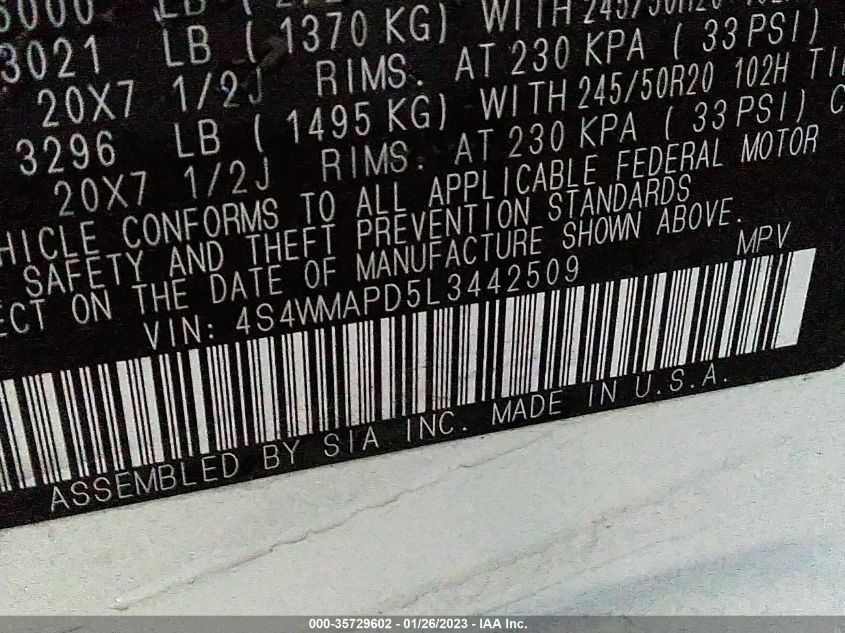 LB
3021 LB ( 1370 KG) WITH 245/50R20
20X7 1/2J RIMS. AT 230 KPA ( 33 PSI)
3296 LB ( 1495 KG) WITH 245/50R20 102H
20X7 1/2J RIMS. AT 230 KPA ( 33 PSI) C
CONFORMS TO ALL APPLICABLE FEDERAL MOTOR
SAFETY AND THEFT PREVENTION STANDARDS
ON THE DATE OF MANUFACTURE SHOWN ABOVE.
VIN: 4S4WMAPD5L3442509 MPV
ASSEMBLED BY SIA INC. MADE IN U.S.A.
000-35729602 - 01/26/2023 - IAA Inc.